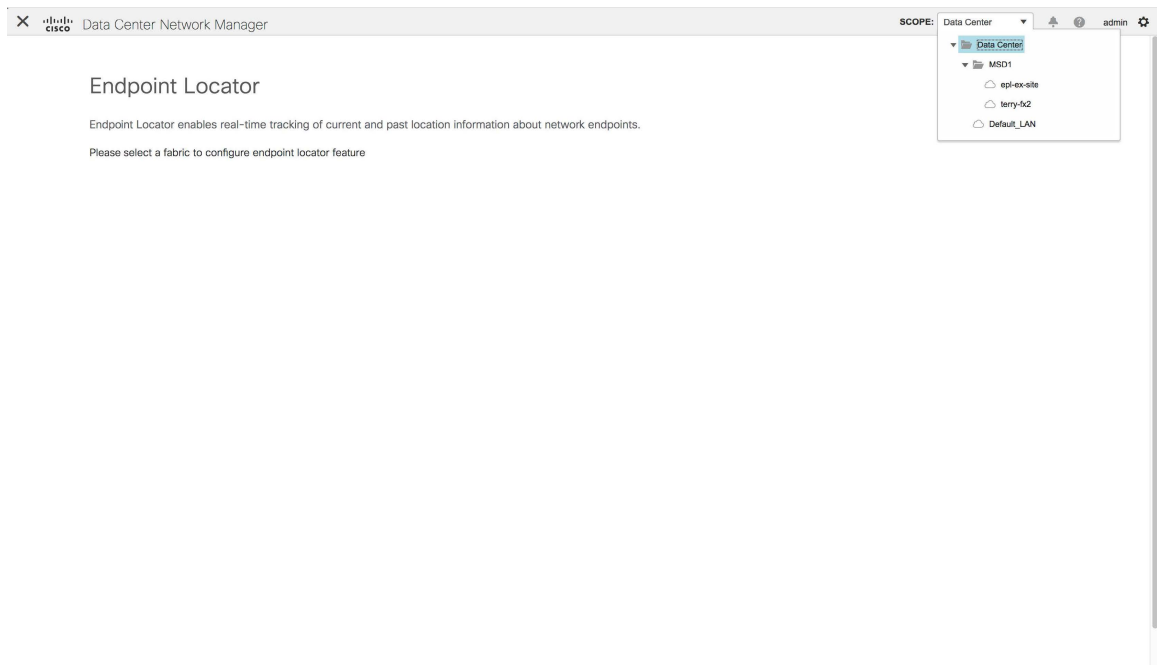 CISCO Data Center Network Manager
SCOPE: Data Center admin
Data Center
MSD1
epl-ex-site
terry-fx2
Default_LAN
Endpoint Locator
Endpoint Locator enables real-time tracking of current and past location information about network endpoints.
Please select a fabric to configure endpoint locator feature